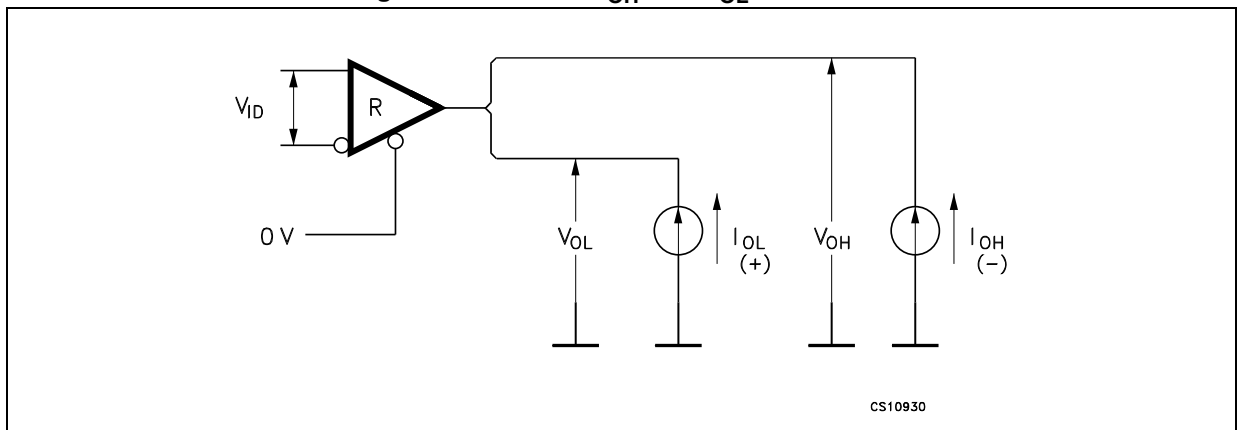 R
V_ID
0 V
V_OL
I_OL
(+)
V_OH
I_OH
(−)
CS10930